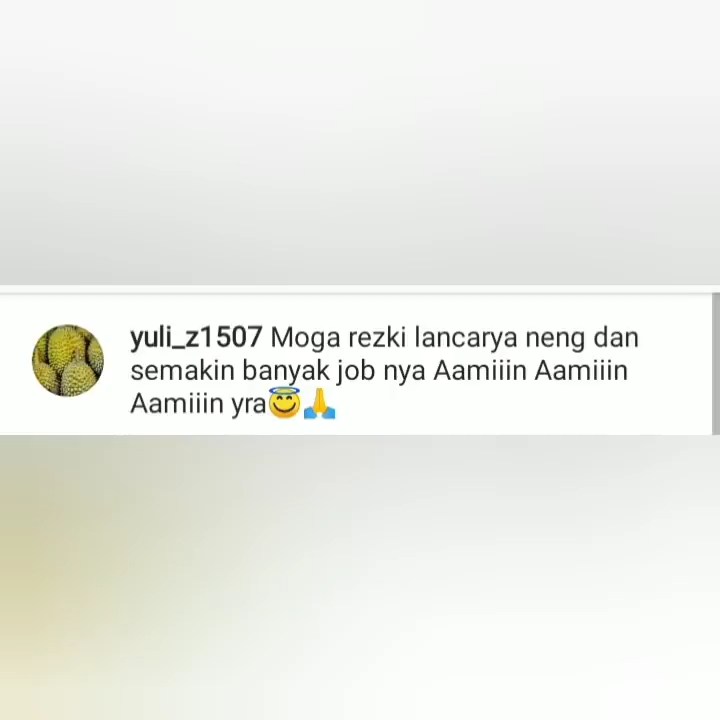 yuli_z1507 Moga rezki lancarya neng dan
semakin banyak job nya Aamiiin Aamiiin
Aamiiin yra😇🙏